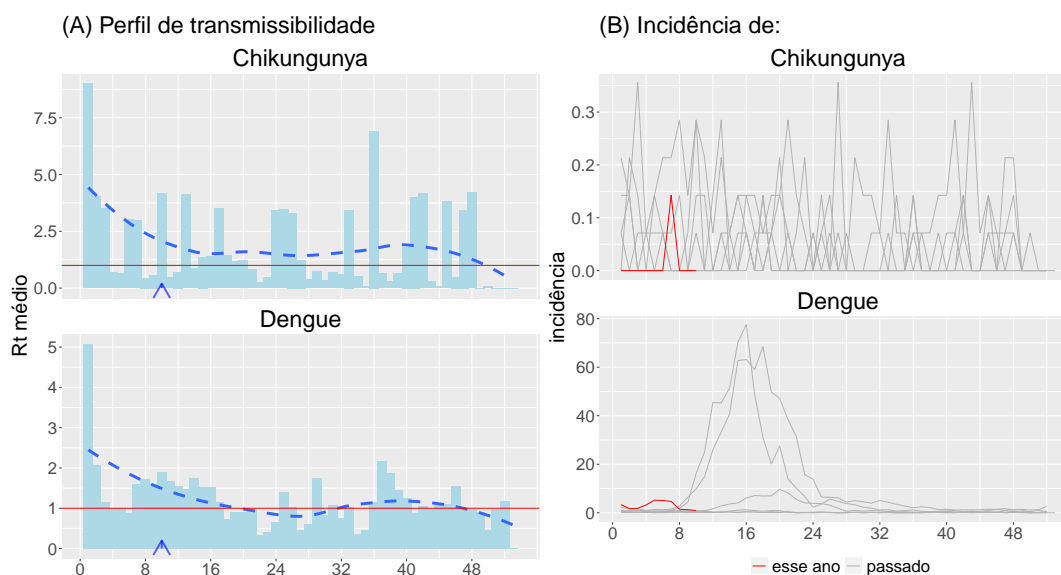 (A) Perfil de transmissibilidade
Chikungunya
7.5
5.0
2.5
0.0
Dengue
5
4
3
2
1
0
0 8 16 24 32 40 48
Rt médio
(B) Incidência de:
Chikungunya
0.3
0.2
0.1
0.0
Dengue
80
60
40
20
0
0 8 16 24 32 40 48
incidência
esse ano passado